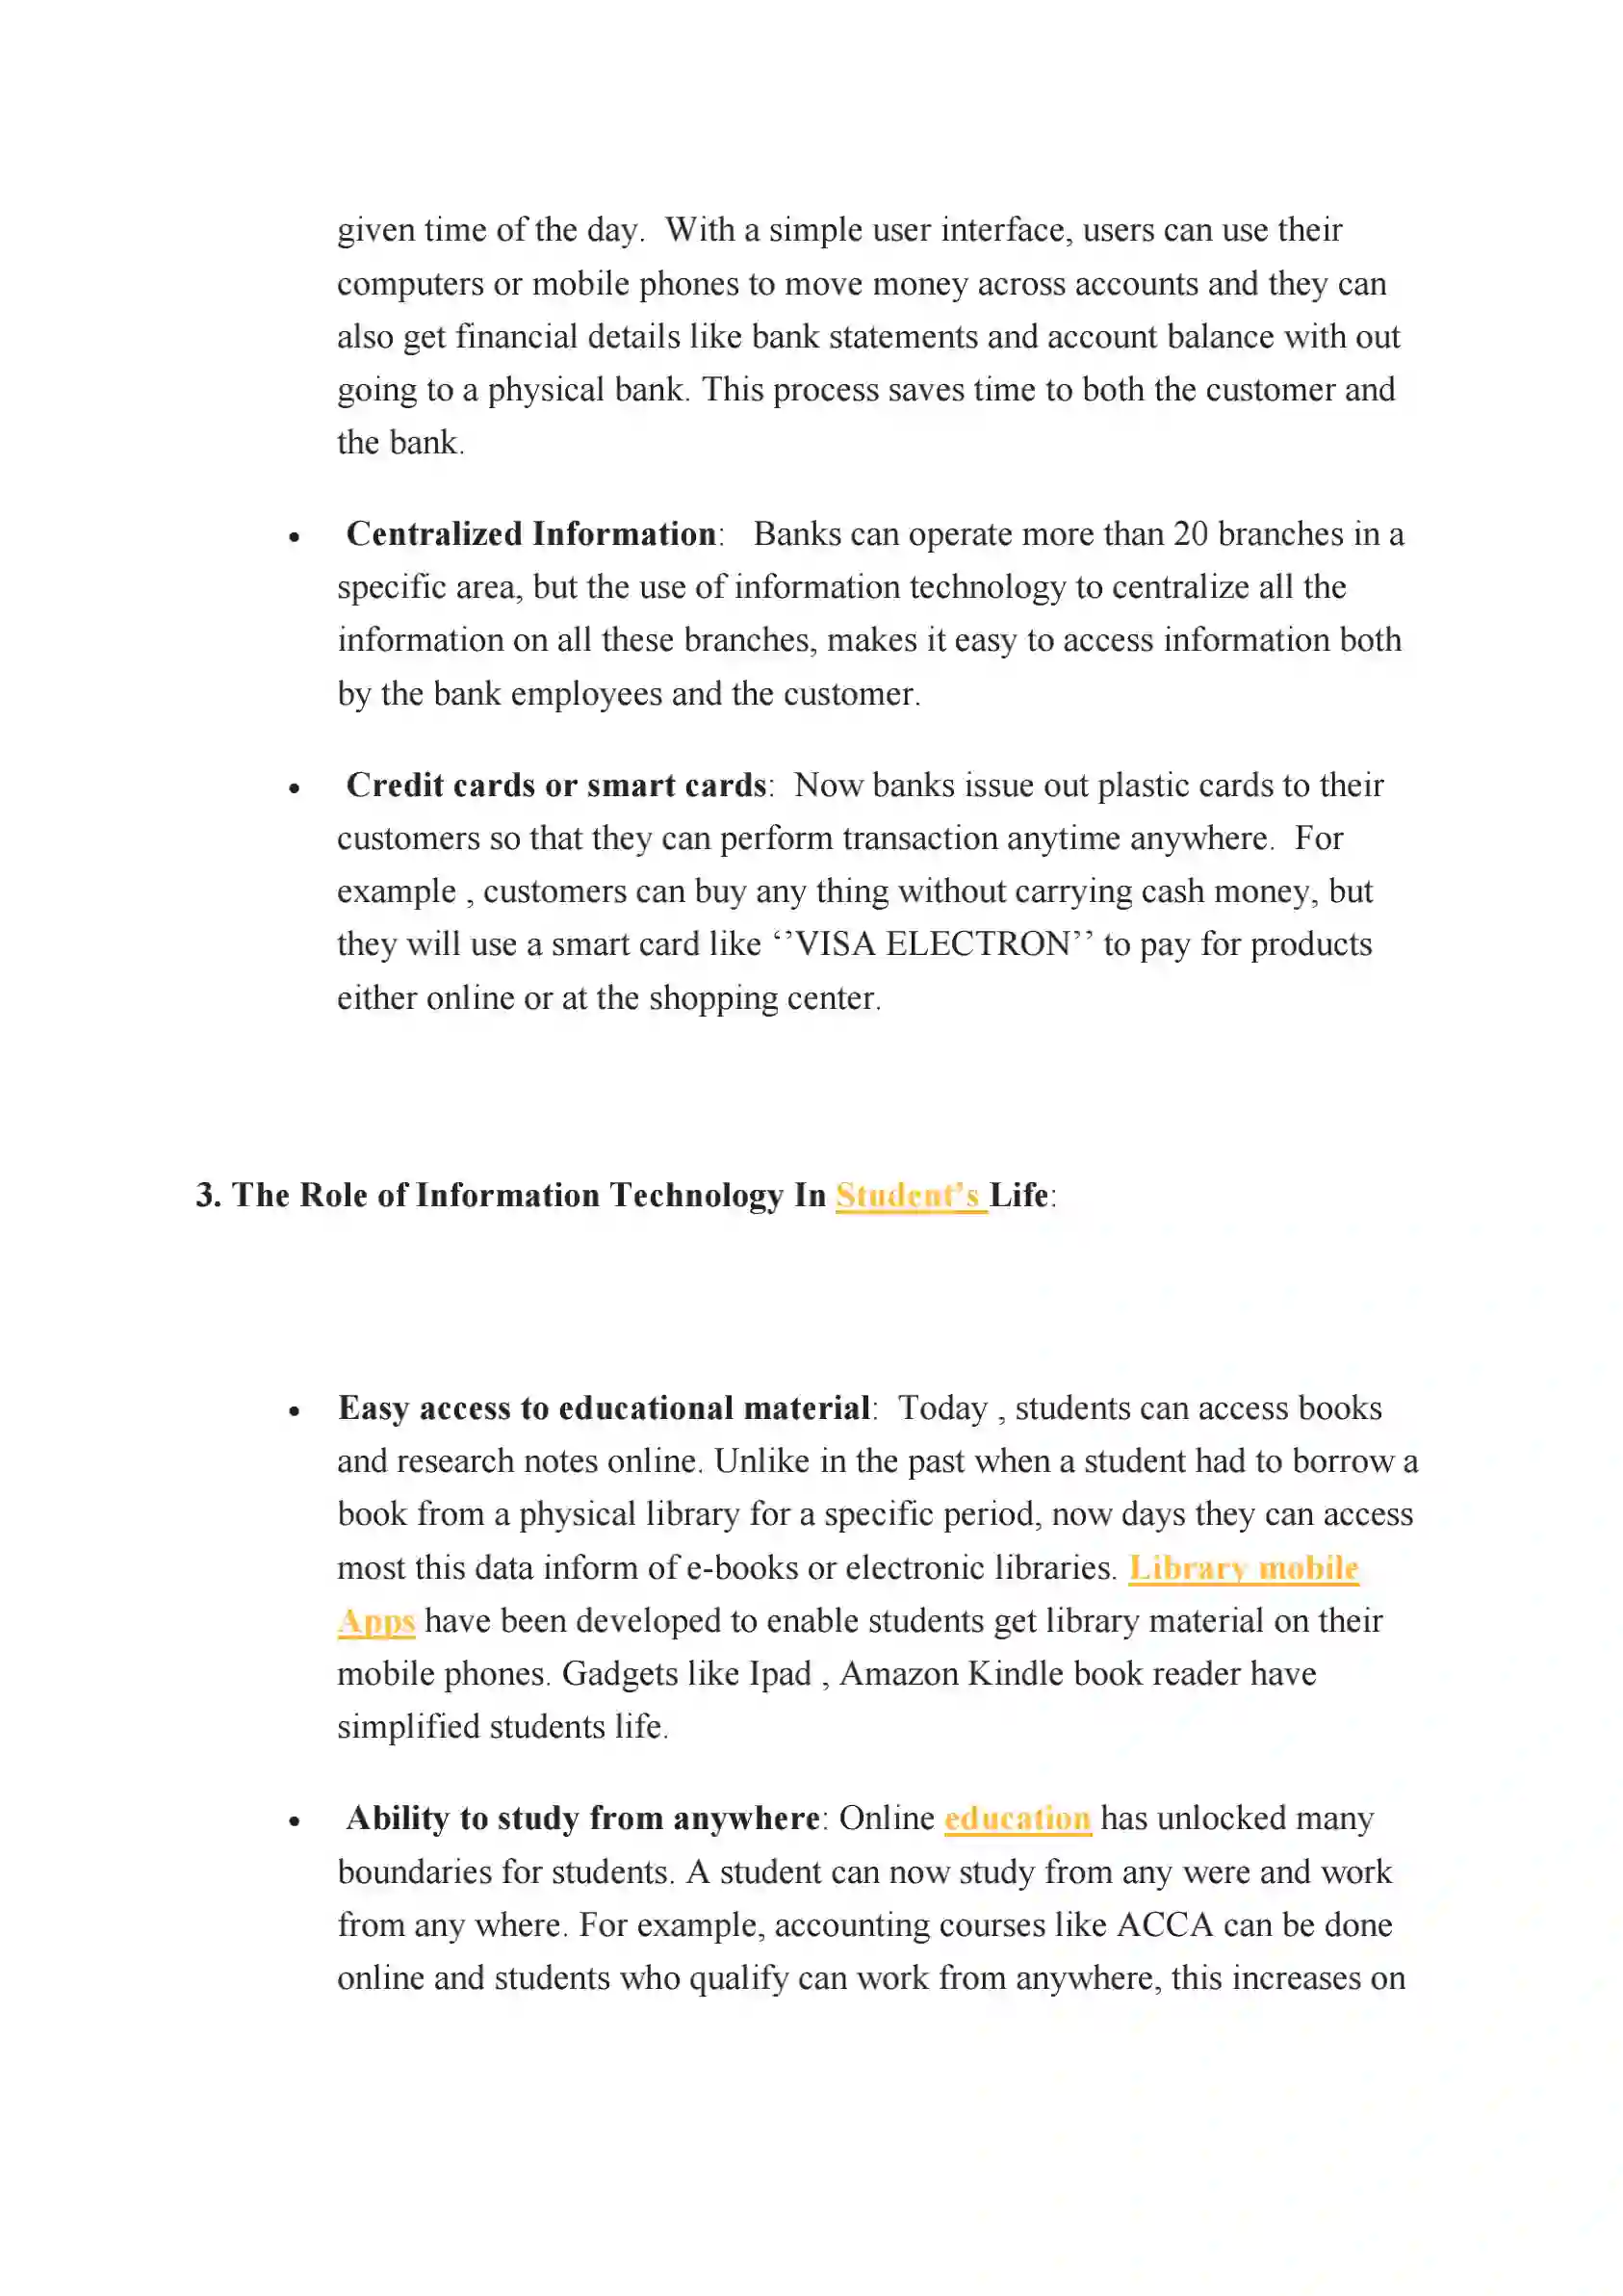 given time of the day.  With a simple user interface, users can use their
computers or mobile phones to move money across accounts and they can
also get financial details like bank statements and account balance with out
going to a physical bank. This process saves time to both the customer and
the bank.
• Centralized Information:   Banks can operate more than 20 branches in a
specific area, but the use of information technology to centralize all the
information on all these branches, makes it easy to access information both
by the bank employees and the customer.
• Credit cards or smart cards:  Now banks issue out plastic cards to their
customers so that they can perform transaction anytime anywhere.  For
example , customers can buy any thing without carrying cash money, but
they will use a smart card like ‘’VISA ELECTRON’’ to pay for products
either online or at the shopping center.
3. The Role of Information Technology In Student’s Life:
• Easy access to educational material:  Today , students can access books
and research notes online. Unlike in the past when a student had to borrow a
book from a physical library for a specific period, now days they can access
most this data inform of e-books or electronic libraries. Library mobile
Apps have been developed to enable students get library material on their
mobile phones. Gadgets like Ipad , Amazon Kindle book reader have
simplified students life.
• Ability to study from anywhere: Online education has unlocked many
boundaries for students. A student can now study from any were and work
from any where. For example, accounting courses like ACCA can be done
online and students who qualify can work from anywhere, this increases on